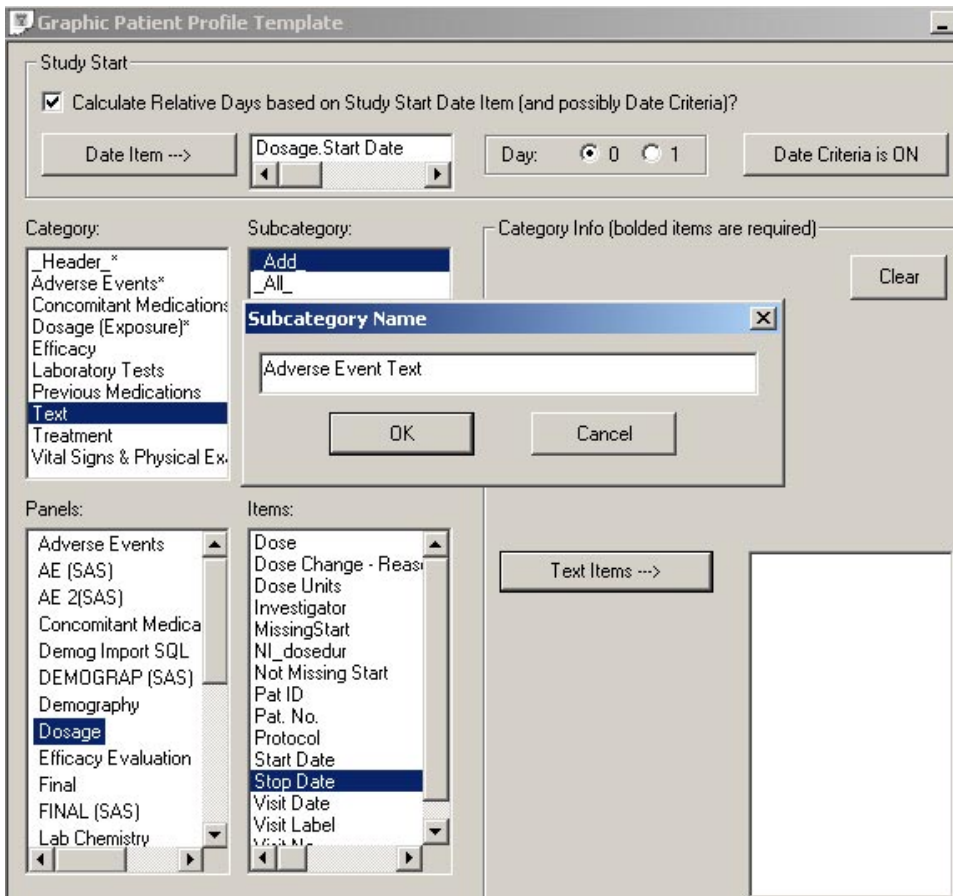 Graphic Patient Profile Template
Study Start
Calculate Relative Days based on Study Start Date Item (and possibly Date Criteria)?
Date Item --->
Dosage.Start Date
Day: 0 1
Date Criteria is ON
Category:
_Header_*
Adverse Events*
Concomitant Medications
Dosage (Exposure)*
Efficacy
Laboratory Tests
Previous Medications
Text
Treatment
Vital Signs & Physical Ex
Subcategory:
_Add_
_All_
Category Info (bolded items are required)
Clear
Subcategory Name
Adverse Event Text
OK Cancel
Panels:
Adverse Events
AE (SAS)
AE 2(SAS)
Concomitant Medica
Demog Import SQL
DEMOGRAP (SAS)
Demography
Dosage
Efficacy Evaluation
Final
FINAL (SAS)
Lab Chemistry
Items:
Dose
Dose Change - Reas
Dose Units
Investigator
MissingStart
NI_dosedur
Not Missing Start
Pat ID
Pat. No.
Protocol
Start Date
Stop Date
Visit Date
Visit Label
Text Items --->